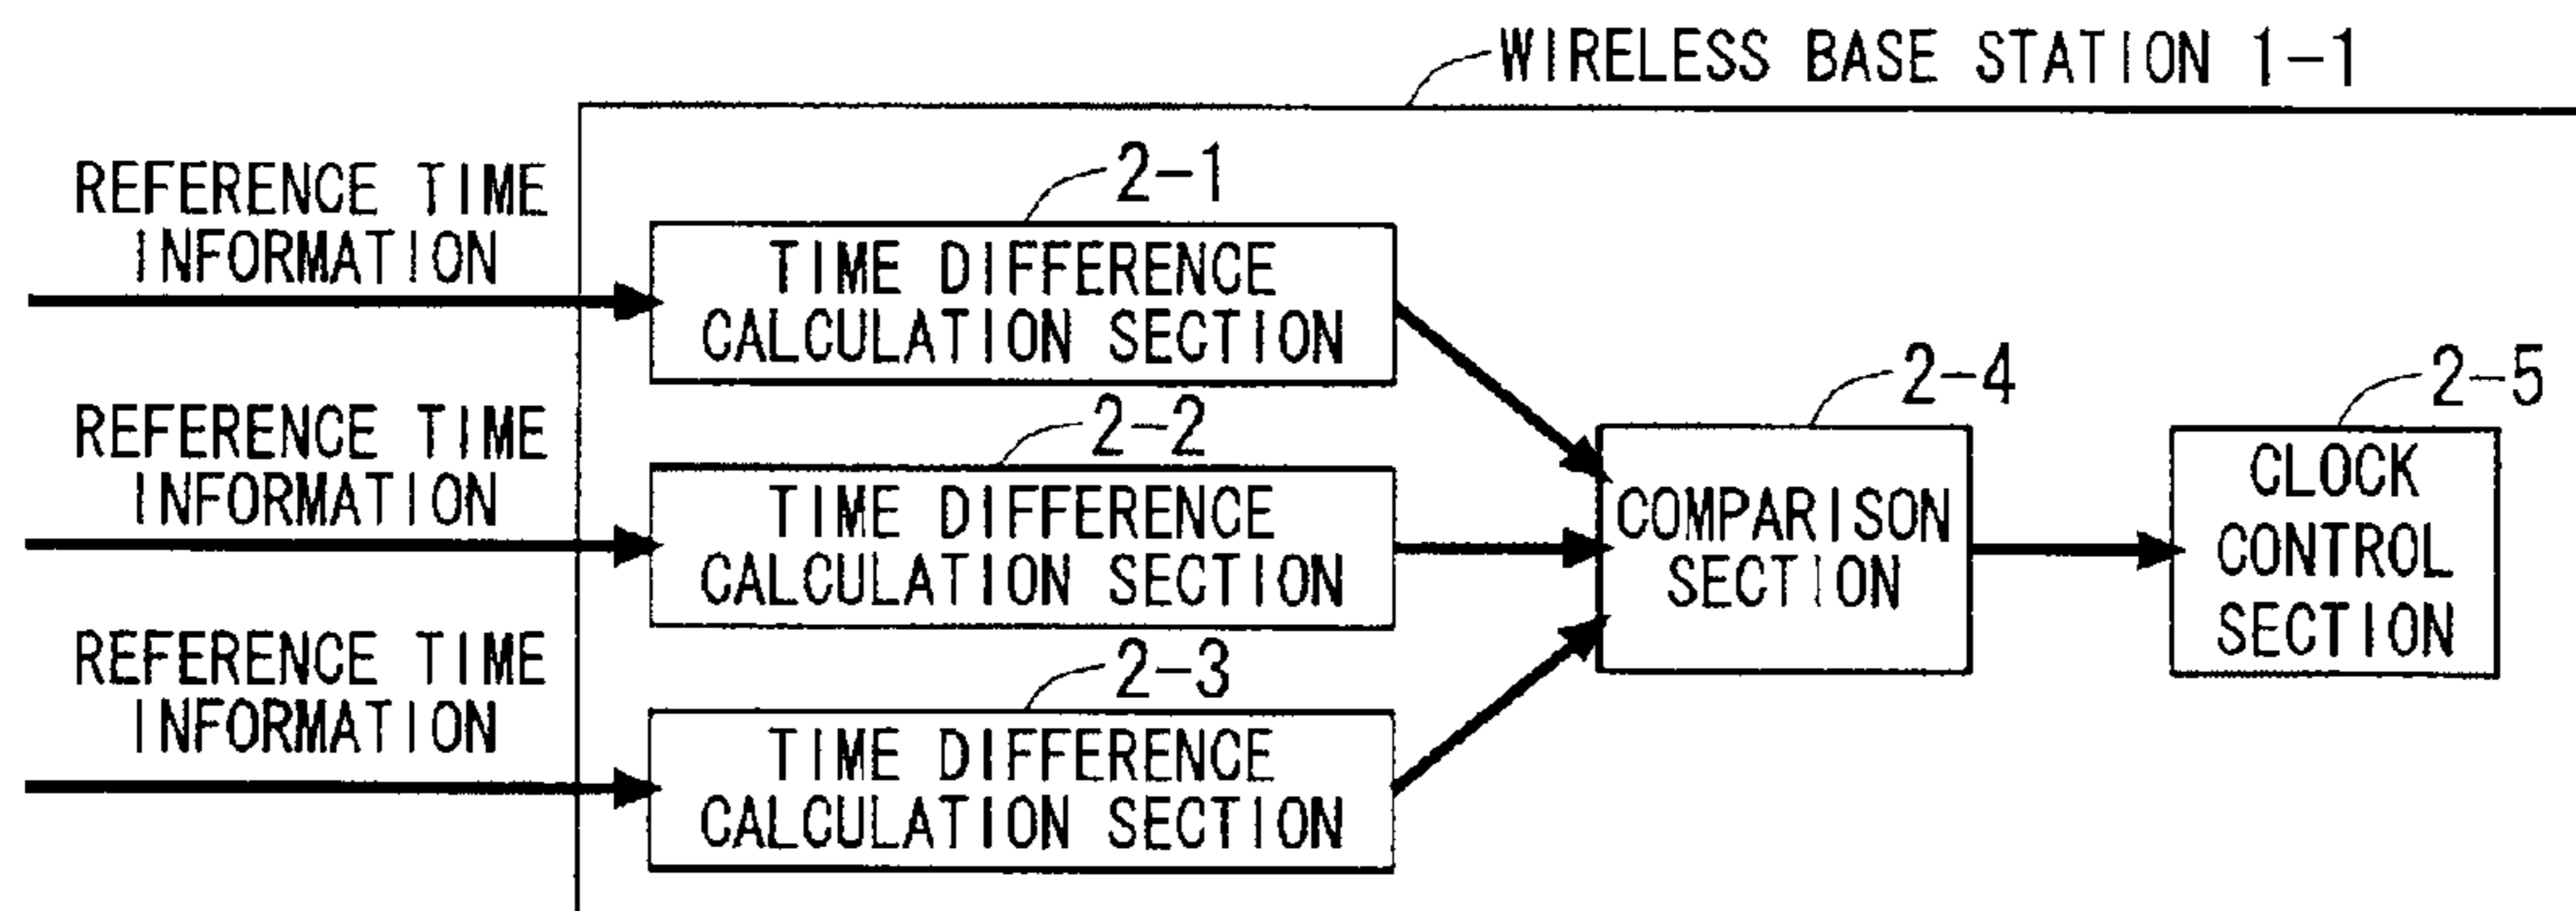 WIRELESS BASE STATION 1-1
REFERENCE TIME
INFORMATION
2-1
TIME DIFFERENCE
CALCULATION SECTION
REFERENCE TIME
INFORMATION
2-2
TIME DIFFERENCE
CALCULATION SECTION
REFERENCE TIME
INFORMATION
2-3
TIME DIFFERENCE
CALCULATION SECTION
2-4
COMPARISON
SECTION
2-5
CLOCK
CONTROL
SECTION